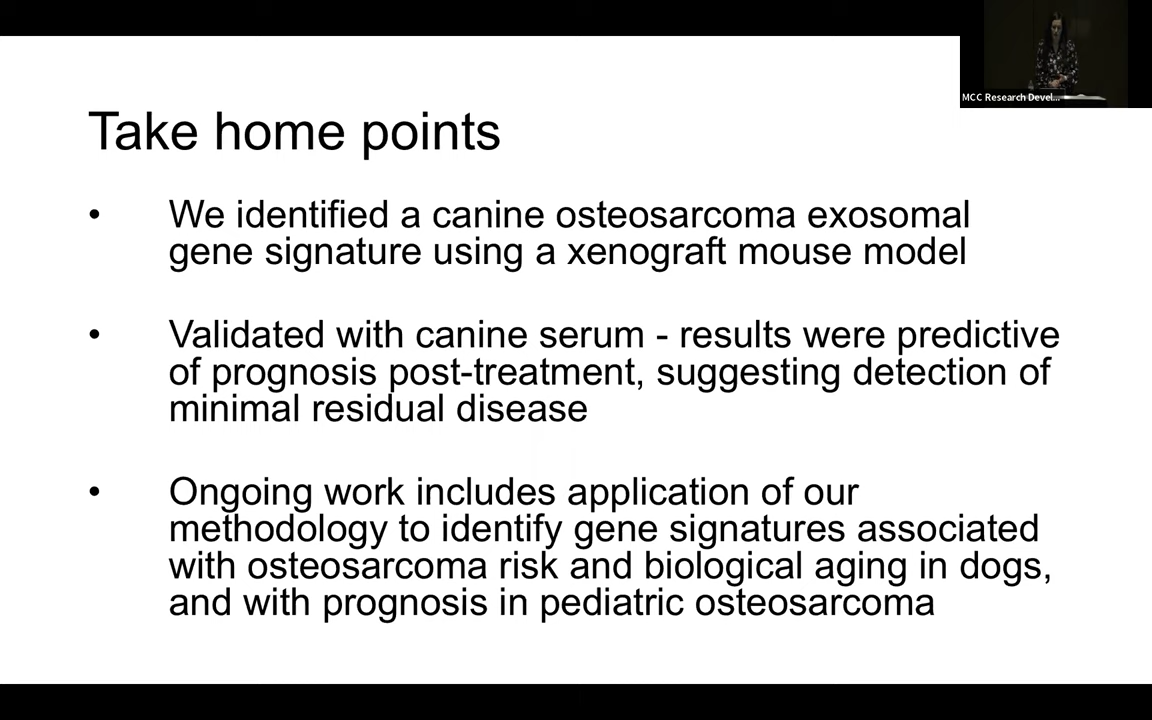 MCC Research Devel...
Take home points
• We identified a canine osteosarcoma exosomal
gene signature using a xenograft mouse model
• Validated with canine serum - results were predictive
of prognosis post-treatment, suggesting detection of
minimal residual disease
• Ongoing work includes application of our
methodology to identify gene signatures associated
with osteosarcoma risk and biological aging in dogs,
and with prognosis in pediatric osteosarcoma